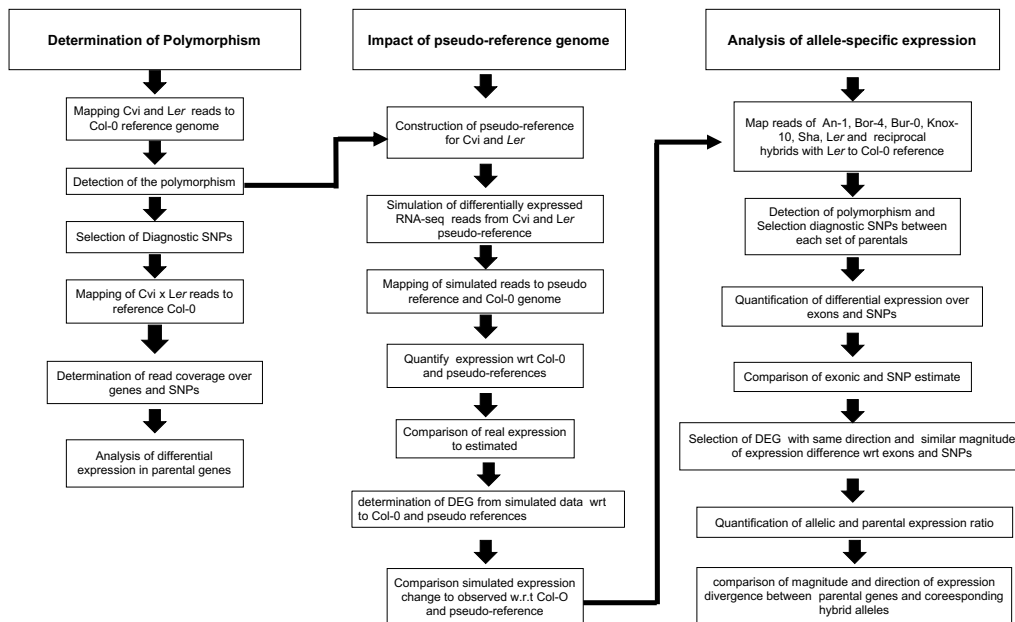 Determination of Polymorphism
Mapping Cvi and Ler reads to
Col-0 reference genome
Detection of the polymorphism
Selection of Diagnostic SNPs
Mapping of Cvi x Ler reads to
reference Col-0
Determination of read coverage over
genes and SNPs
Analysis of differential
expression in parental genes
Impact of pseudo-reference genome
Construction of pseudo-reference
for Cvi and Ler
Simulation of differentially expressed
RNA-seq reads from Cvi and Ler
pseudo-reference
Mapping of simulated reads to pseudo
reference and Col-0 genome
Quantify expression wrt Col-0
and pseudo-references
Comparison of real expression
to estimated
determination of DEG from simulated data wrt
to Col-0 and pseudo references
Comparison simulated expression
change to observed w.r.t Col-O
and pseudo-reference
Analysis of allele-specific expression
Map reads of An-1, Bor-4, Bur-0, Knox-
10, Sha, Ler and reciprocal
hybrids with Ler to Col-0 reference
Detection of polymorphism and
Selection diagnostic SNPs between
each set of parentals
Quantification of differential expression over
exons and SNPs
Comparison of exonic and SNP estimate
Selection of DEG with same direction and similar magnitude
of expression difference wrt exons and SNPs
Quantification of allelic and parental expression ratio
comparison of magnitude and direction of expression
divergence between parental genes and coreesponding
hybrid alleles